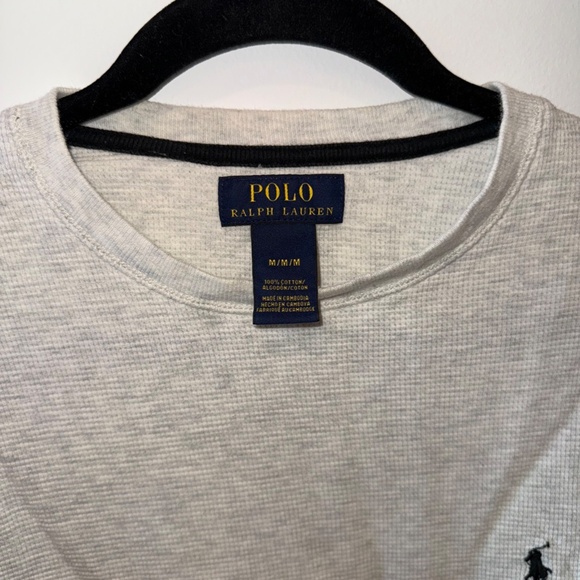 POLO
RALPH LAUREN
M/M/M
100% COTTON/
ALGODÓN/COTON
MADE IN CAMBODIA
HECHO EN CAMBOYA
FABRIQUÉ AU CAMBODGE